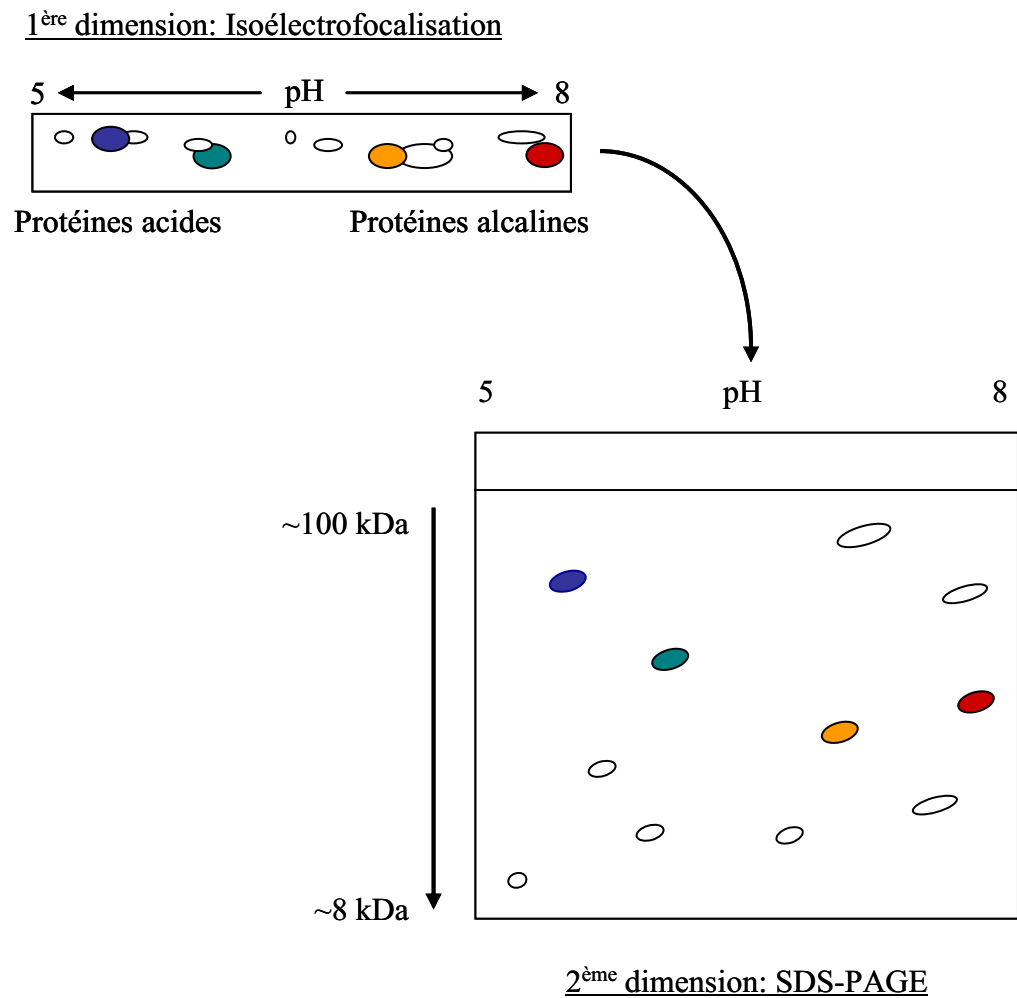 1ère dimension: Isoélectrofocalisation
5 pH 8
Protéines acides Protéines alcalines
5 pH 8
~100 kDa
~8 kDa
2ème dimension: SDS-PAGE